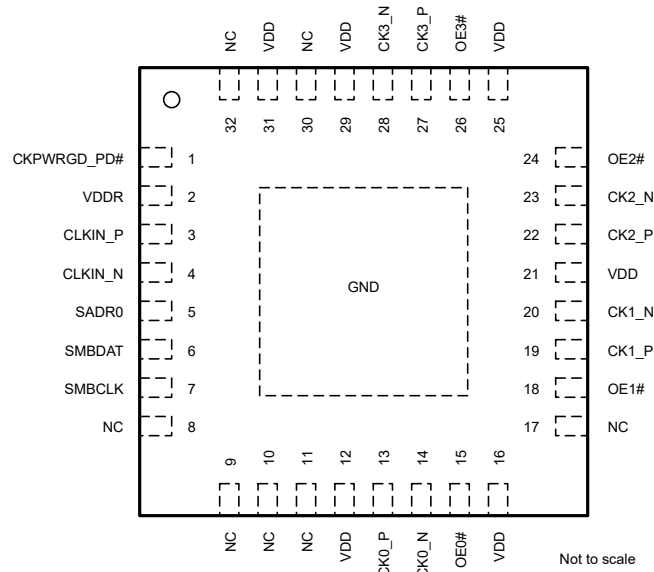 NC
VDD
NC
VDD
CK3_N
CK3_P
OE3#
VDD
32
31
30
29
28
27
26
25
CKPWRGD_PD# 1
VDDR 2
CLKIN_P 3
CLKIN_N 4
SADR0 5
SMBDAT 6
SMBCLK 7
NC 8
GND
24 OE2#
23 CK2_N
22 CK2_P
21 VDD
20 CK1_N
19 CK1_P
18 OE1#
17 NC
9
10
11
12
13
14
15
16
NC
NC
NC
VDD
CK0_P
CK0_N
OE0#
VDD
Not to scale